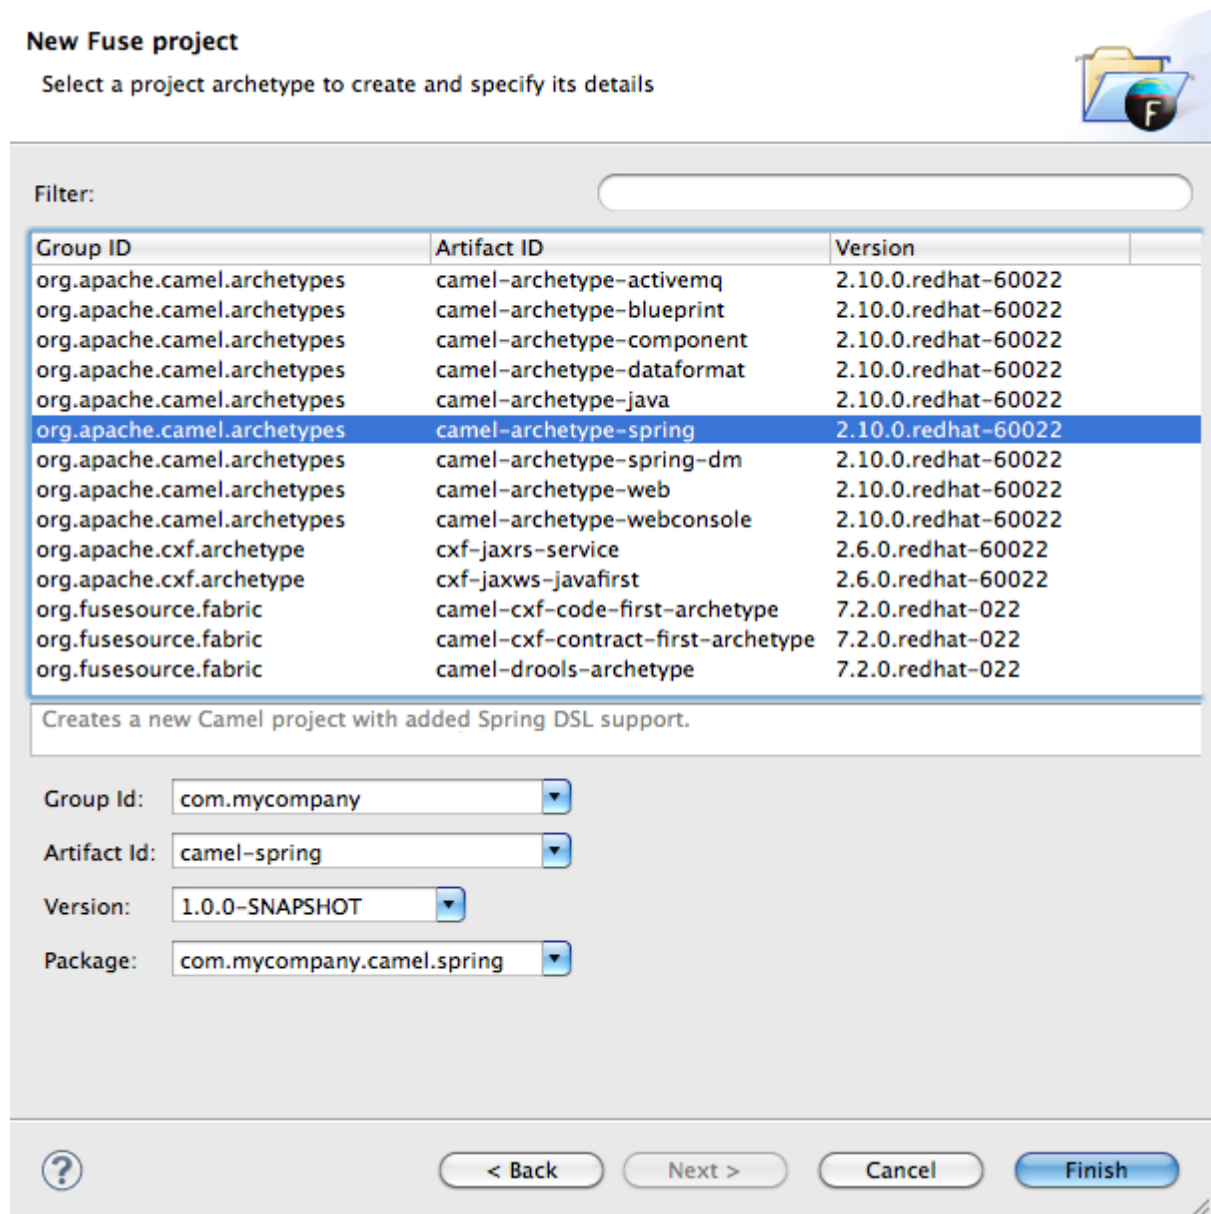 New Fuse project
Select a project archetype to create and specify its details
F
Filter:
Group ID Artifact ID Version
org.apache.camel.archetypes camel-archetype-activemq 2.10.0.redhat-60022
org.apache.camel.archetypes camel-archetype-blueprint 2.10.0.redhat-60022
org.apache.camel.archetypes camel-archetype-component 2.10.0.redhat-60022
org.apache.camel.archetypes camel-archetype-dataformat 2.10.0.redhat-60022
org.apache.camel.archetypes camel-archetype-java 2.10.0.redhat-60022
org.apache.camel.archetypes camel-archetype-spring 2.10.0.redhat-60022
org.apache.camel.archetypes camel-archetype-spring-dm 2.10.0.redhat-60022
org.apache.camel.archetypes camel-archetype-web 2.10.0.redhat-60022
org.apache.camel.archetypes camel-archetype-webconsole 2.10.0.redhat-60022
org.apache.cxf.archetype cxf-jaxrs-service 2.6.0.redhat-60022
org.apache.cxf.archetype cxf-jaxws-javafirst 2.6.0.redhat-60022
org.fusesource.fabric camel-cxf-code-first-archetype 7.2.0.redhat-022
org.fusesource.fabric camel-cxf-contract-first-archetype 7.2.0.redhat-022
org.fusesource.fabric camel-drools-archetype 7.2.0.redhat-022
Creates a new Camel project with added Spring DSL support.
Group Id: com.mycompany
Artifact Id: camel-spring
Version: 1.0.0-SNAPSHOT
Package: com.mycompany.camel.spring
? < Back Next > Cancel Finish